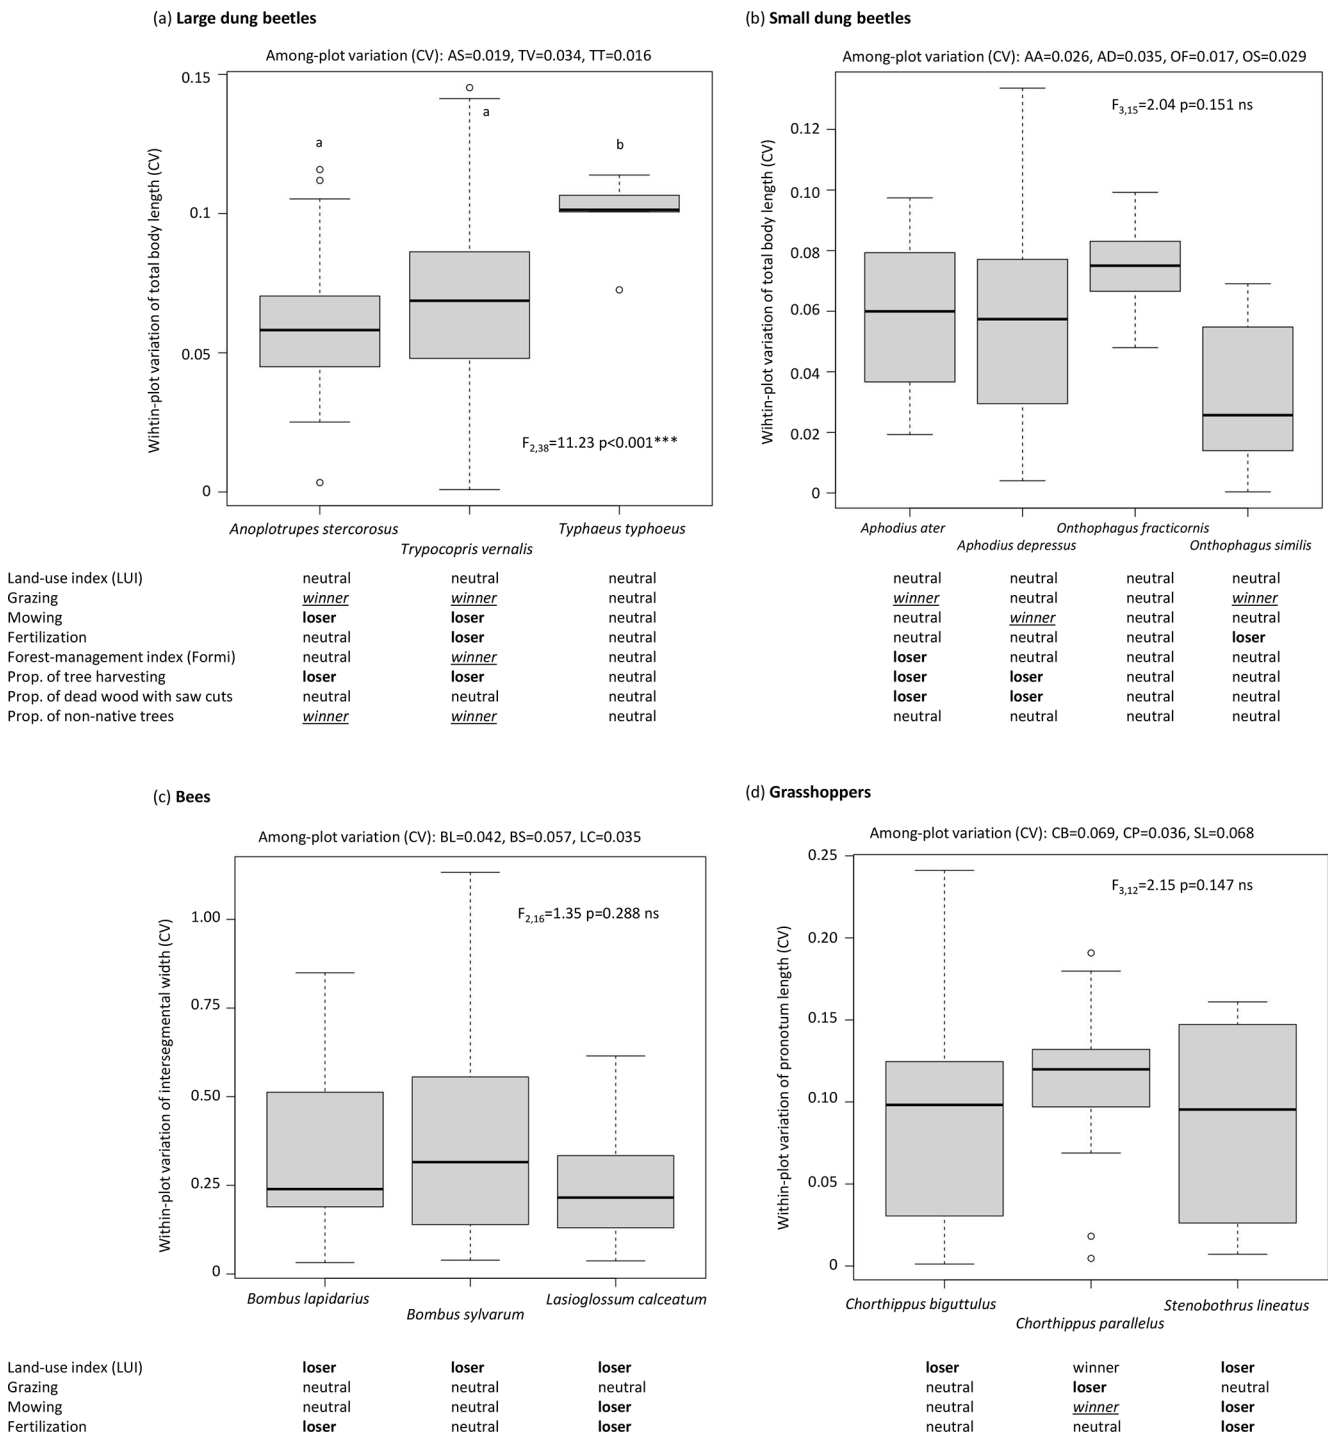 (a) Large dung beetles
Among-plot variation (CV): AS=0.019, TV=0.034, TT=0.016
Wihtin-plot variation of total body length (CV)
0.15
0.1
0.05
0
a
a
b
F2,38=11.23 p<0.001***
Anoplotrupes stercorosus
Trypocopris vernalis
Typhaeus typhoeus
(b) Small dung beetles
Among-plot variation (CV): AA=0.026, AD=0.035, OF=0.017, OS=0.029
Wihtin-plot variation of total body length (CV)
0.12
0.10
0.08
0.06
0.04
0.02
0
F3,15=2.04 p=0.151 ns
Aphodius ater
Aphodius depressus
Onthophagus fracticornis
Onthophagus similis
Land-use index (LUI) neutral neutral neutral neutral neutral neutral neutral
Grazing winner winner neutral winner neutral neutral winner
Mowing loser loser neutral neutral winner neutral neutral
Fertilization neutral loser neutral neutral neutral neutral loser
Forest-management index (Formi) neutral winner neutral loser neutral neutral neutral
Prop. of tree harvesting loser loser neutral loser loser neutral neutral
Prop. of dead wood with saw cuts neutral neutral neutral loser loser neutral neutral
Prop. of non-native trees winner winner neutral neutral neutral neutral neutral
(c) Bees
Among-plot variation (CV): BL=0.042, BS=0.057, LC=0.035
Within-plot variation of intersegmental width (CV)
1.00
0.75
0.50
0.25
0
F2,16=1.35 p=0.288 ns
Bombus lapidarius
Bombus sylvarum
Lasioglossum calceatum
(d) Grasshoppers
Among-plot variation (CV): CB=0.069, CP=0.036, SL=0.068
Within-plot variation of pronotum length (CV)
0.25
0.20
0.15
0.10
0.05
0
F3,12=2.15 p=0.147 ns
Chorthippus biguttulus
Chorthippus parallelus
Stenobothrus lineatus
Land-use index (LUI) loser loser loser loser winner loser
Grazing neutral neutral neutral neutral loser neutral
Mowing neutral neutral loser neutral winner loser
Fertilization loser neutral loser neutral neutral loser